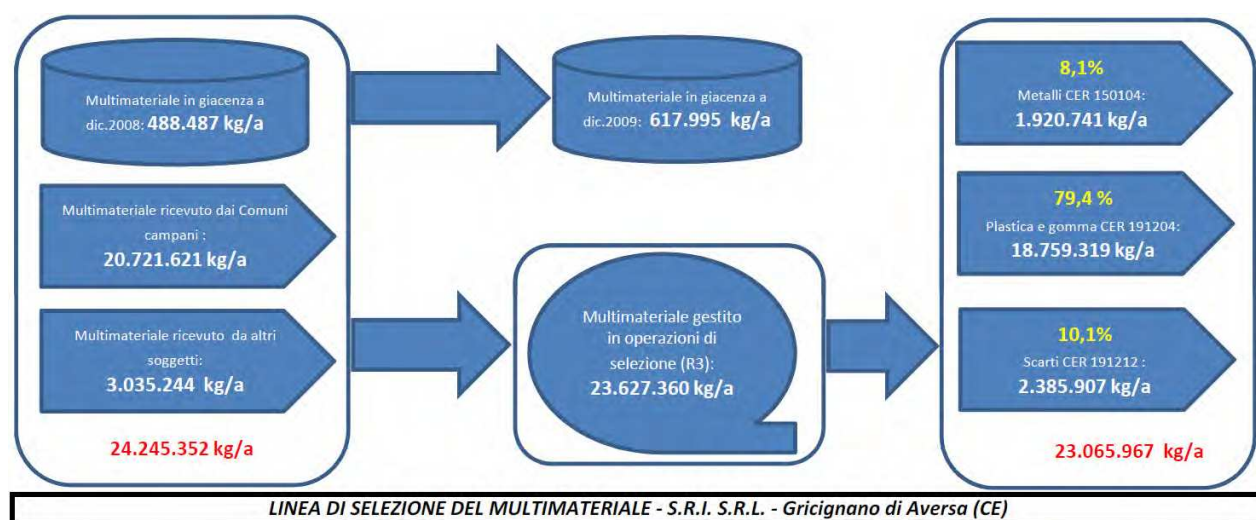 Multimateriale in giacenza a
dic.2008: 488.487 kg/a
Multimateriale ricevuto dai Comuni
campani :
20.721.621 kg/a
Multimateriale ricevuto da altri
soggetti:
3.035.244 kg/a
24.245.352 kg/a
Multimateriale in giacenza a
dic.2009: 617.995 kg/a
Multimateriale gestito
in operazioni di
selezione (R3):
23.627.360 kg/a
8,1%
Metalli CER 150104:
1.920.741 kg/a
79,4 %
Plastica e gomma CER 191204:
18.759.319 kg/a
10,1%
Scarti CER 191212 :
2.385.907 kg/a
23.065.967 kg/a
LINEA DI SELEZIONE DEL MULTIMATERIALE - S.R.I. S.R.L. - Gricignano di Aversa (CE)